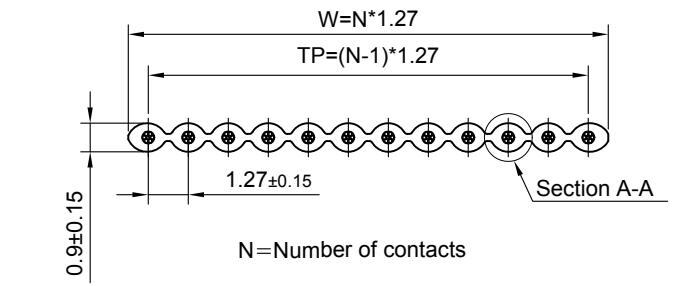 W=N*1.27
TP=(N-1)*1.27
1.27±0.15
Section A-A
0.9±0.15
N=Number of contacts